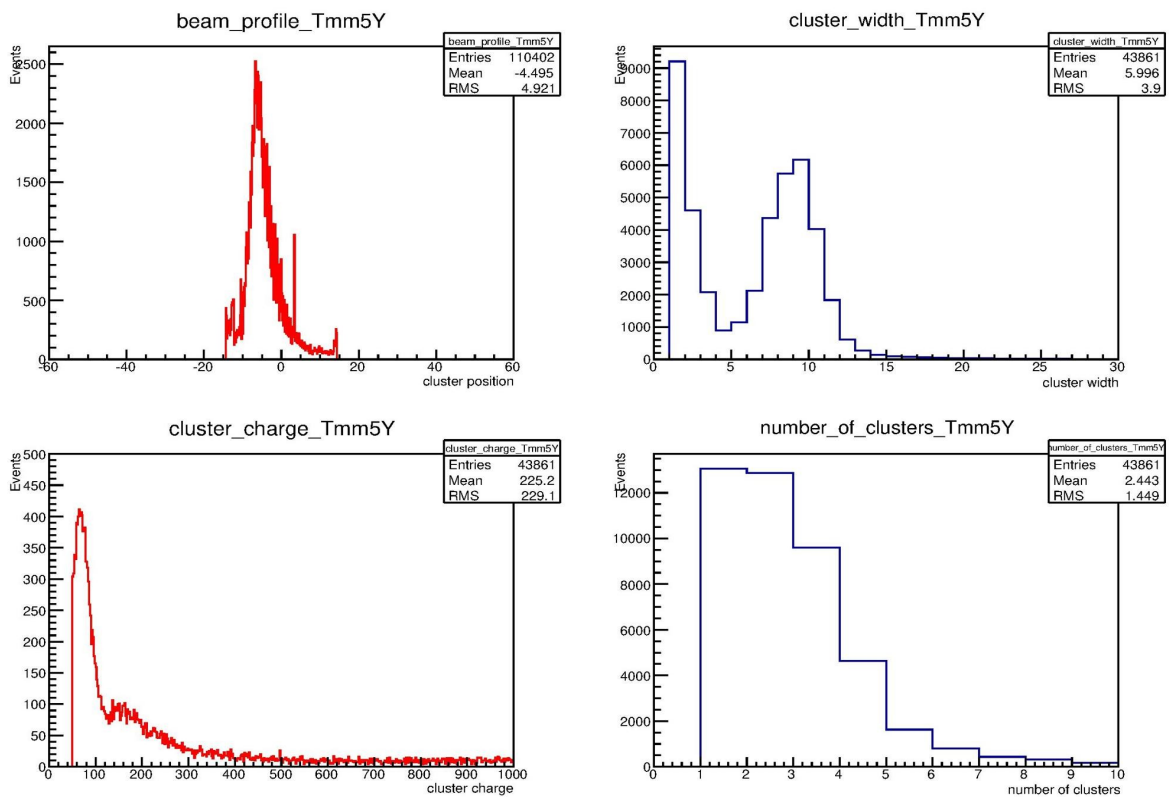 beam_profile_Tmm5Y
beam_profile_Tmm5Y
Entries 110402
Mean -4.495
RMS 4.921
Events
2500
2000
1500
1000
500
0
-60 -40 -20 0 20 40 60
cluster position
cluster_width_Tmm5Y
cluster_width_Tmm5Y
Entries 43861
Mean 5.996
RMS 3.9
Events
9000
8000
7000
6000
5000
4000
3000
2000
1000
0
0 5 10 15 20 25 30
cluster width
cluster_charge_Tmm5Y
cluster_charge_Tmm5Y
Entries 43861
Mean 225.2
RMS 229.1
Events
500
450
400
350
300
250
200
150
100
50
0
0 100 200 300 400 500 600 700 800 900 1000
cluster charge
number_of_clusters_Tmm5Y
number_of_clusters_Tmm5Y
Entries 43861
Mean 2.443
RMS 1.449
Events
12000
10000
8000
6000
4000
2000
0
0 1 2 3 4 5 6 7 8 9 10
number of clusters